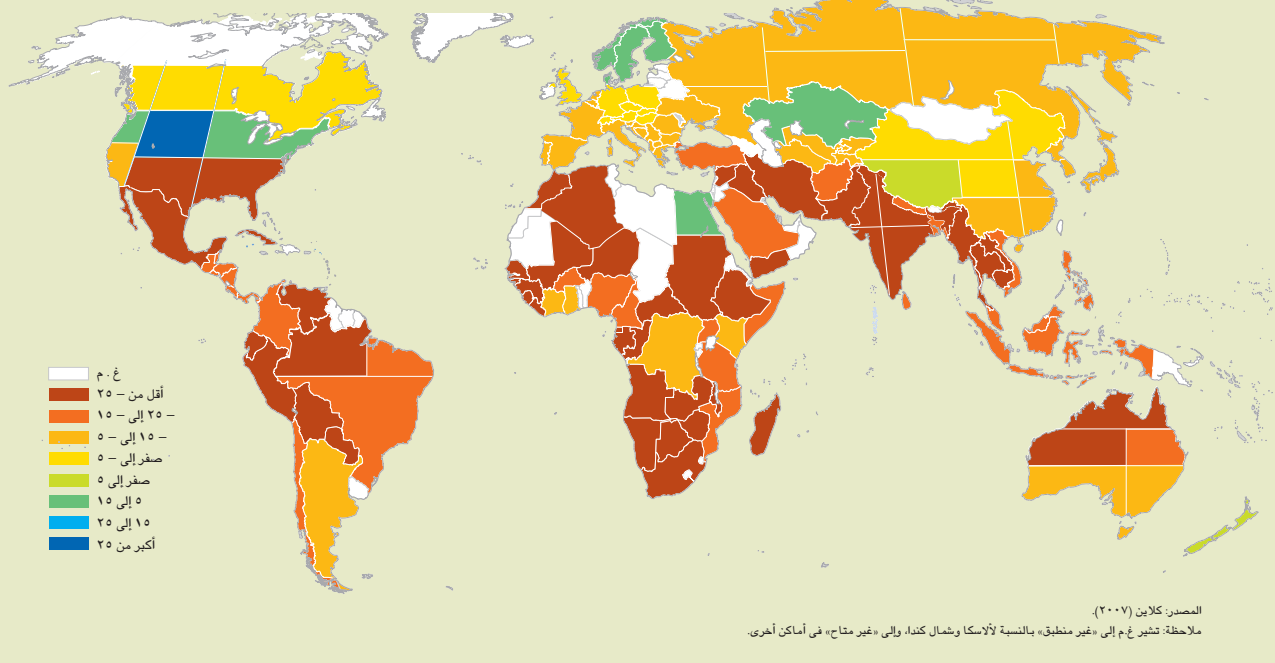 غ . م
أقل من – ٢٥
– ٢٥ إلى – ١٥
– ١٥ إلى – ٥
صفر إلى – ٥
صفر إلى ٥
٥ إلى ١٥
١٥ إلى ٢٥
أكبر من ٢٥
المصدر: كلاين (٢٠٠٧).
ملاحظة: تشير غ.م إلى «غير منطبق» بالنسبة لألاسكا وشمال كندا، وإلى «غير متاح» فى أماكن أخرى.